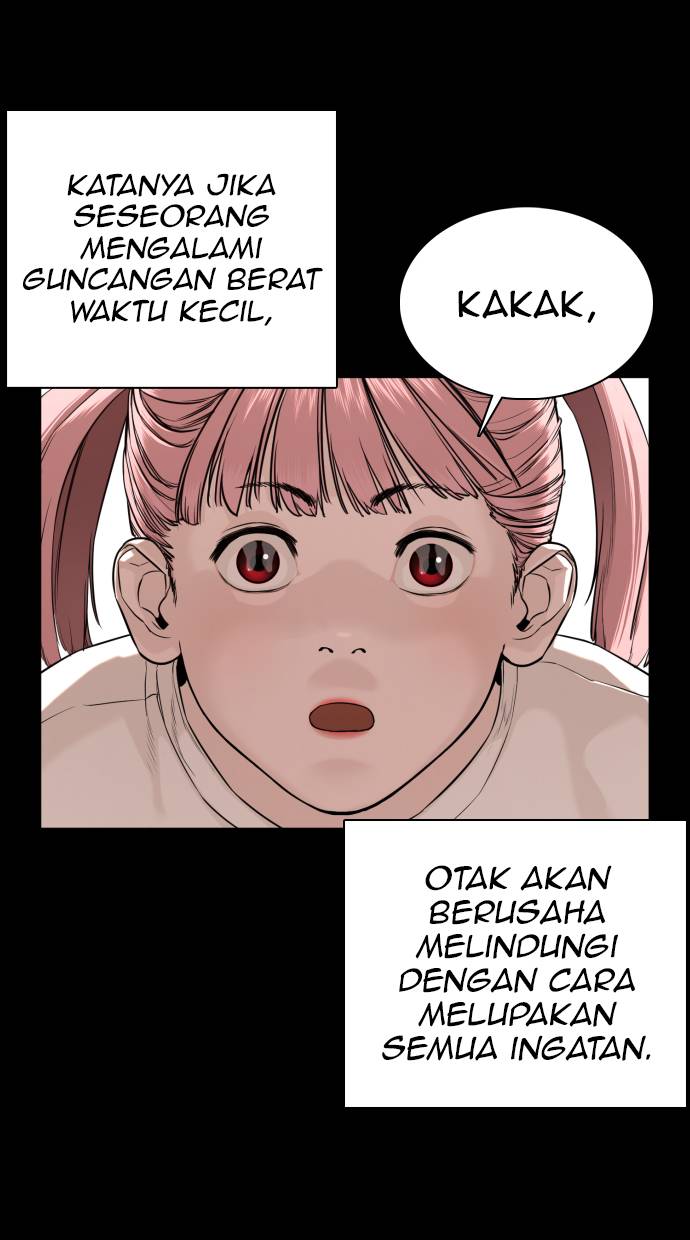 KATANYA JIKA
SESEORANG
MENGALAMI
GUNCANGAN BERAT
WAKTU KECIL,
KAKAK,
OTAK AKAN
BERUSAHA
MELINDUNGI
DENGAN CARA
MELUPAKAN
SEMUA INGATAN.